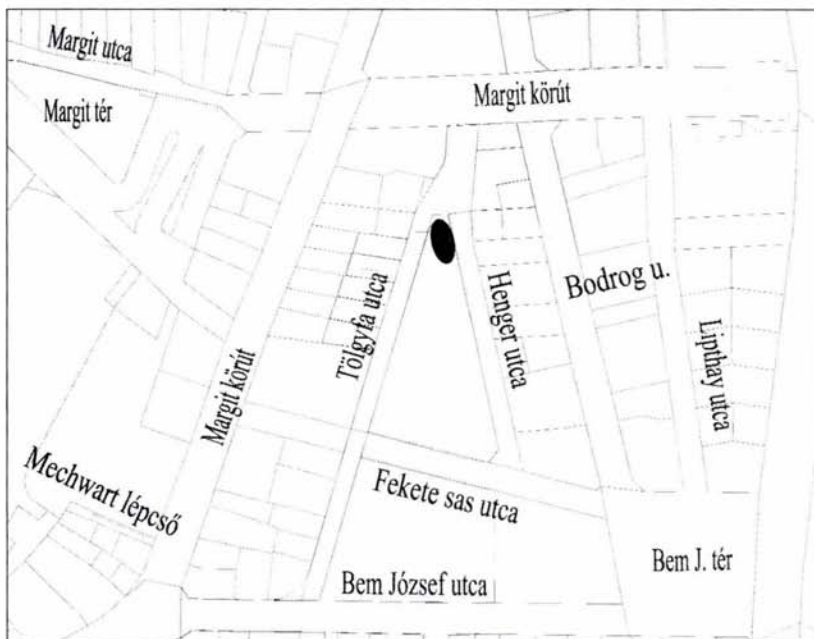 Margit utca
Margit körút
Margit tér
Henger utca
Bodrog u.
Tölgyfa utca
Lipthay utca
Margit körút
Mechwart lépcső
Fekete sas utca
Bem J. tér
Bem József utca